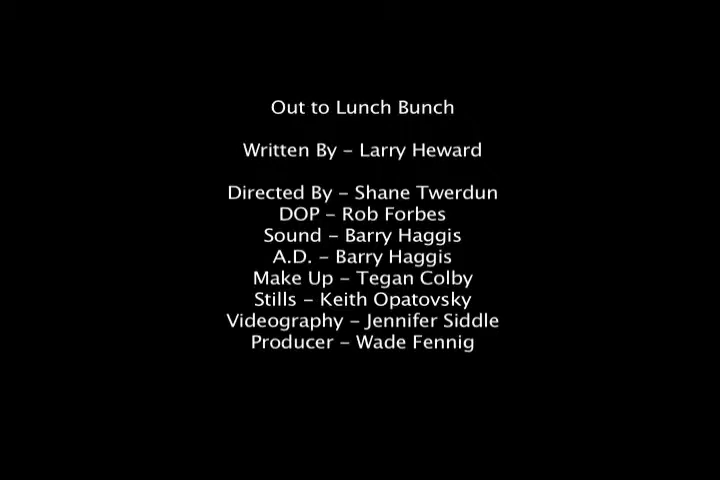 Out to Lunch Bunch
Written By – Larry Heward
Directed By – Shane Twerdun
DOP – Rob Forbes
Sound – Barry Haggis
A.D. – Barry Haggis
Make Up – Tegan Colby
Stills – Keith Opatovsky
Videography – Jennifer Siddle
Producer – Wade Fennig